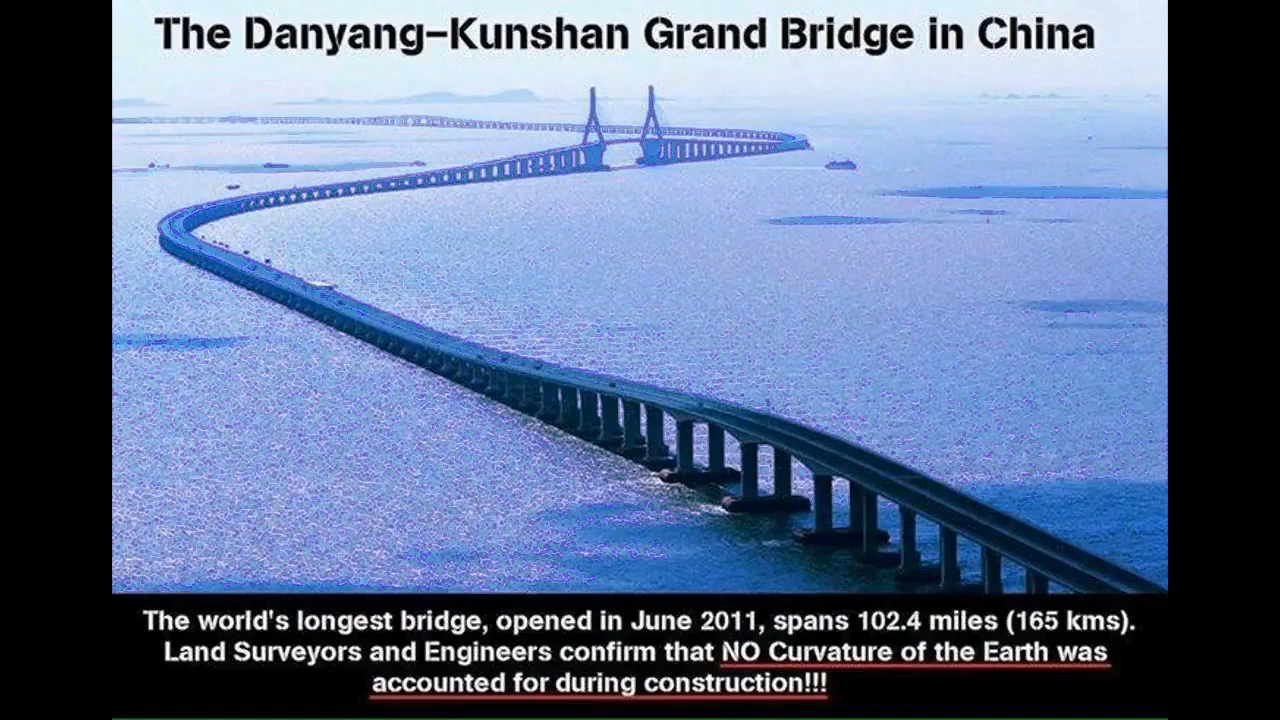 The Danyang–Kunshan Grand Bridge in China
The world's longest bridge, opened in June 2011, spans 102.4 miles (165 kms).
Land Surveyors and Engineers confirm that NO Curvature of the Earth was
accounted for during construction!!!